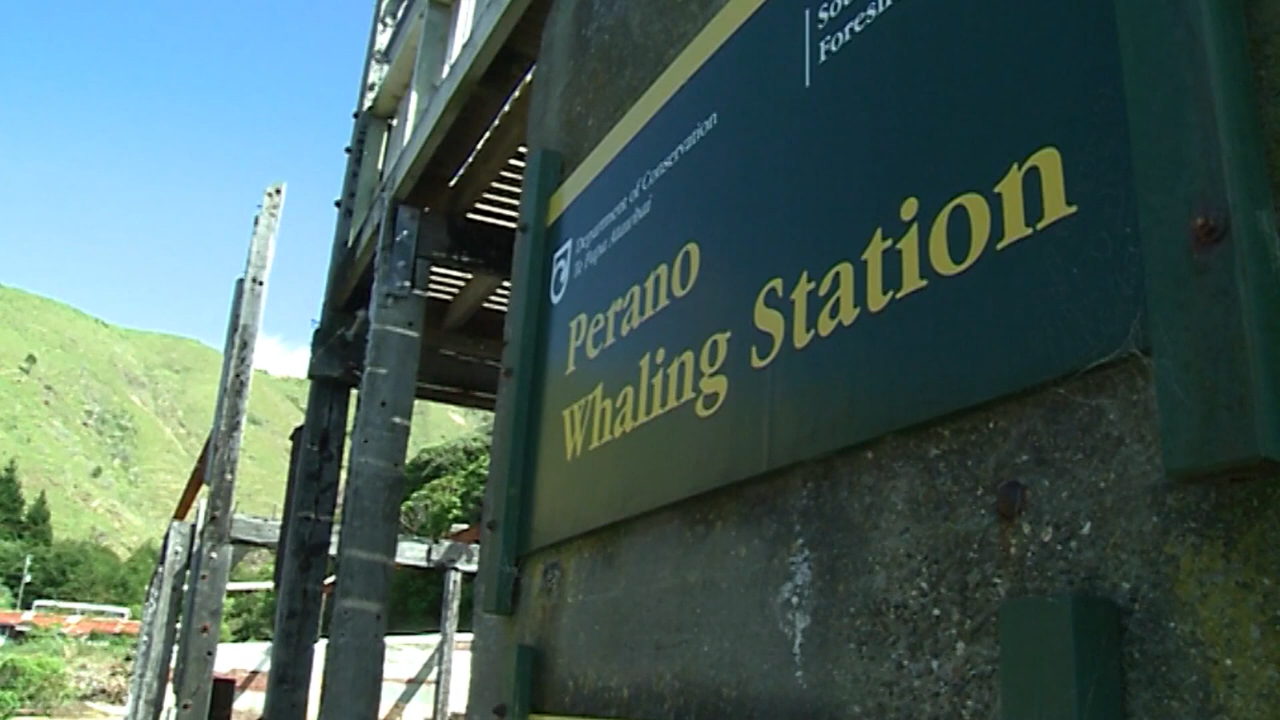 Department of Conservation
Te Papa Atawhai
Perano
Whaling Station